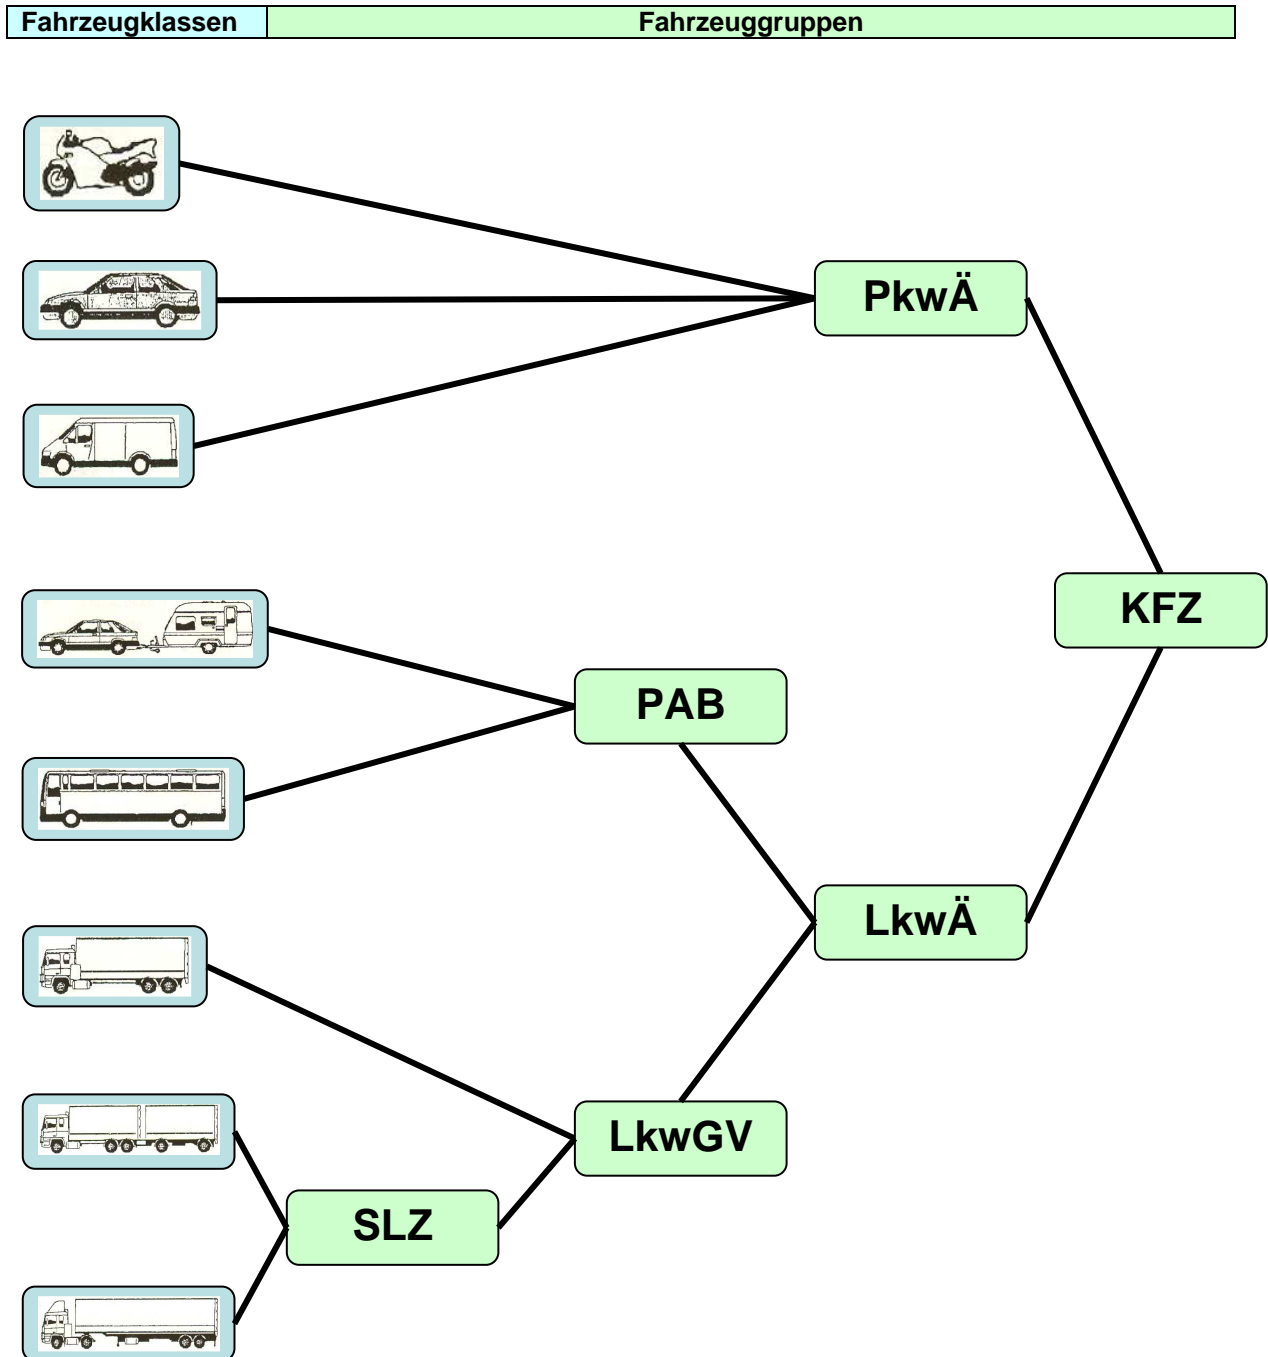 Fahrzeugklassen Fahrzeuggruppen
PkwÄ
KFZ
PAB
LkwÄ
LkwGV
SLZ